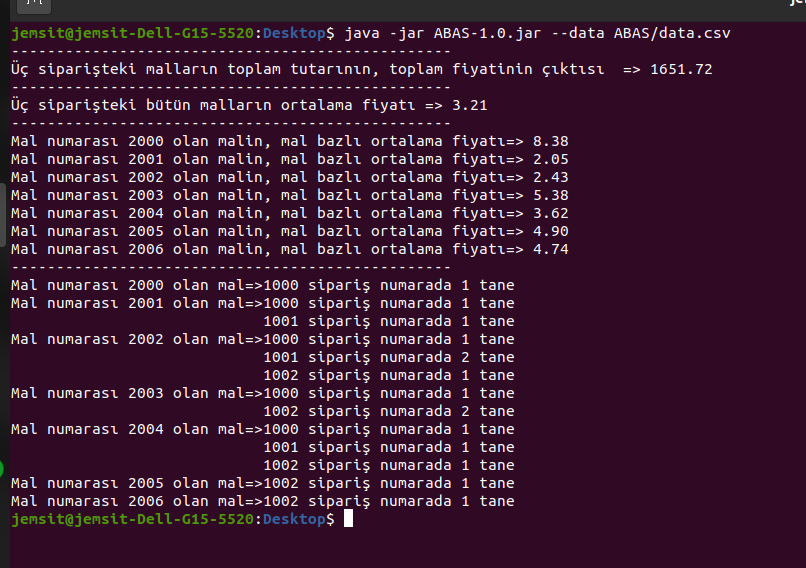 jemsit@jemsit-Dell-G15-5520:Desktop$ java -jar ABAS-1.0.jar --data ABAS/data.csv
-------------------------------------------------
Üç siparişteki malların toplam tutarının, toplam fiyatinin çıktısı  => 1651.72
-------------------------------------------------
Üç siparişteki bütün malların ortalama fiyatı => 3.21
-------------------------------------------------
Mal numarası 2000 olan malin, mal bazlı ortalama fiyatı=> 8.38
Mal numarası 2001 olan malin, mal bazlı ortalama fiyatı=> 2.05
Mal numarası 2002 olan malin, mal bazlı ortalama fiyatı=> 2.43
Mal numarası 2003 olan malin, mal bazlı ortalama fiyatı=> 5.38
Mal numarası 2004 olan malin, mal bazlı ortalama fiyatı=> 3.62
Mal numarası 2005 olan malin, mal bazlı ortalama fiyatı=> 4.90
Mal numarası 2006 olan malin, mal bazlı ortalama fiyatı=> 4.74
-------------------------------------------------
Mal numarası 2000 olan mal=>1000 sipariş numarada 1 tane
Mal numarası 2001 olan mal=>1000 sipariş numarada 1 tane
1001 sipariş numarada 1 tane
Mal numarası 2002 olan mal=>1000 sipariş numarada 1 tane
1001 sipariş numarada 2 tane
1002 sipariş numarada 1 tane
Mal numarası 2003 olan mal=>1000 sipariş numarada 1 tane
1002 sipariş numarada 2 tane
Mal numarası 2004 olan mal=>1000 sipariş numarada 1 tane
1001 sipariş numarada 1 tane
1002 sipariş numarada 1 tane
Mal numarası 2005 olan mal=>1002 sipariş numarada 1 tane
Mal numarası 2006 olan mal=>1002 sipariş numarada 1 tane
jemsit@jemsit-Dell-G15-5520:Desktop$